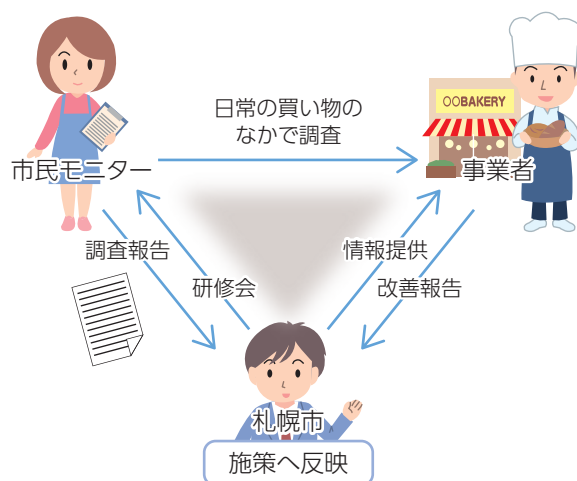 日常の買い物の
なかで調査
○○BAKERY
市民モニター
事業者
調査報告
研修会
情報提供
改善報告
札幌市
施策へ反映